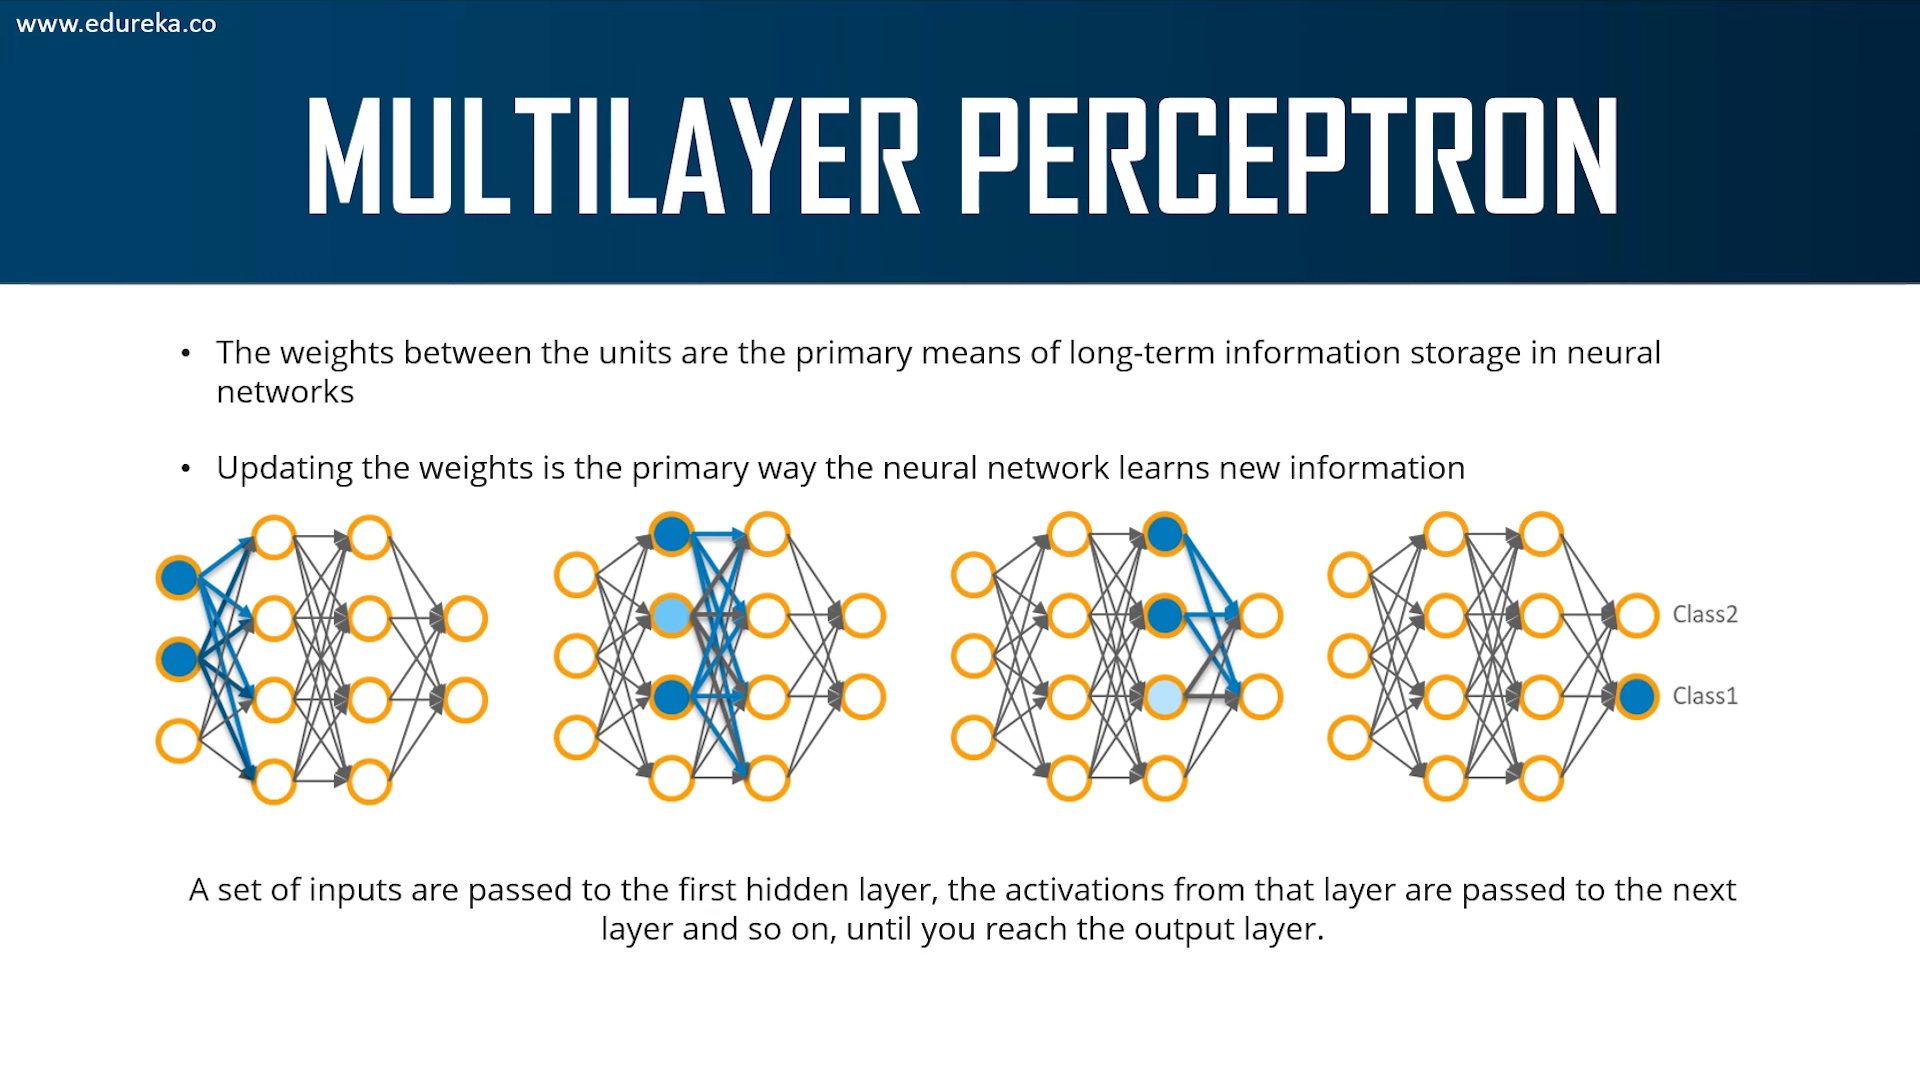 www.edureka.co
MULTILAYER PERCEPTRON
• The weights between the units are the primary means of long-term information storage in neural
networks
• Updating the weights is the primary way the neural network learns new information
Class2
Class1
A set of inputs are passed to the first hidden layer, the activations from that layer are passed to the next
layer and so on, until you reach the output layer.